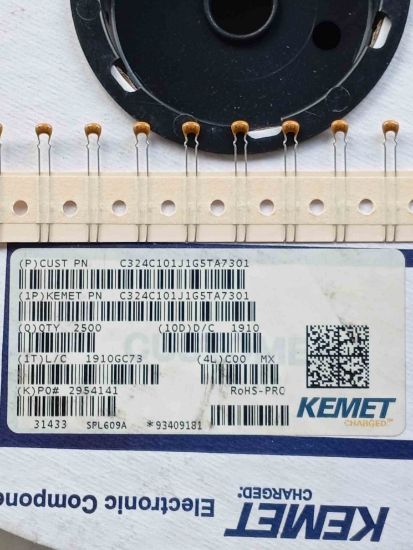 (P)CUST PN C324C101J1G5TA7301
(1P)KEMET PN C324C101J1G5TA7301
(Q)QTY 2500 (10D)D/C 1910
(1T)L/C 1910GC73 (4L)COO MX
(K)PO# 2954141 RoHS-PRC
KEMET
CHARGED.
31433 SPL609A *93409181
KEMET
CHARGED.
Electronic Compone